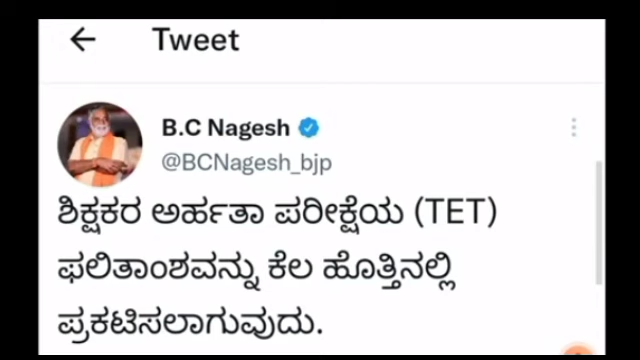 Tweet
B.C Nagesh
@BCNagesh_bjp
ಶಿಕ್ಷಕರ ಅರ್ಹತಾ ಪರೀಕ್ಷೆಯ (TET)
ಫಲಿತಾಂಶವನ್ನು ಕೆಲ ಹೊತ್ತಿನಲ್ಲಿ
ಪ್ರಕಟಿಸಲಾಗುವುದು.